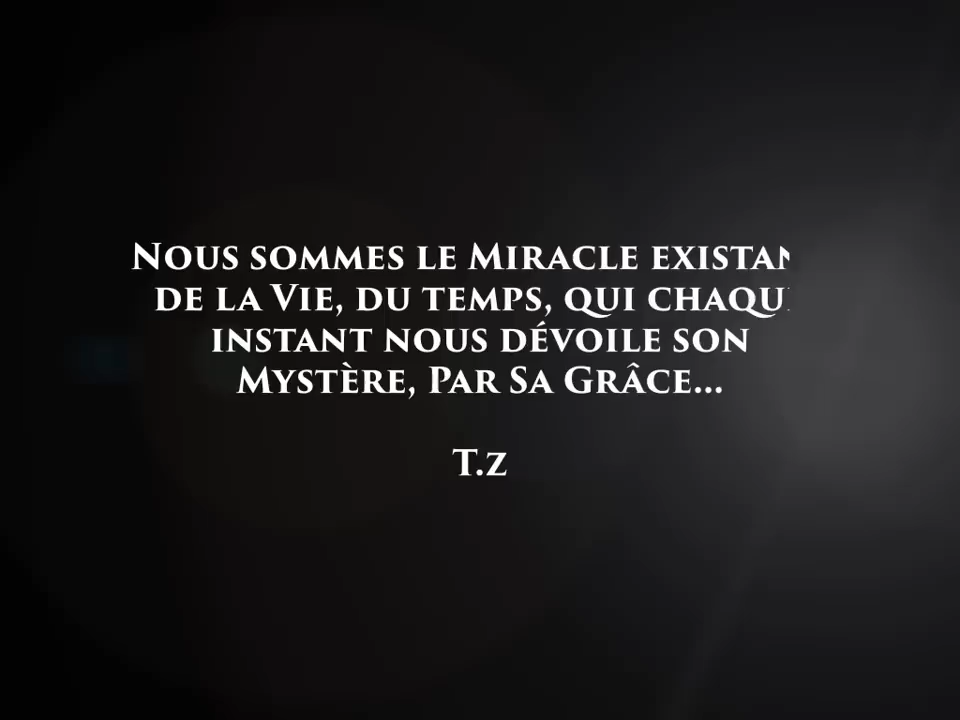 Nous sommes le Miracle existan
de la Vie, du temps, qui chaqu
instant nous dévoile son
Mystère, Par Sa Grâce...
T.z